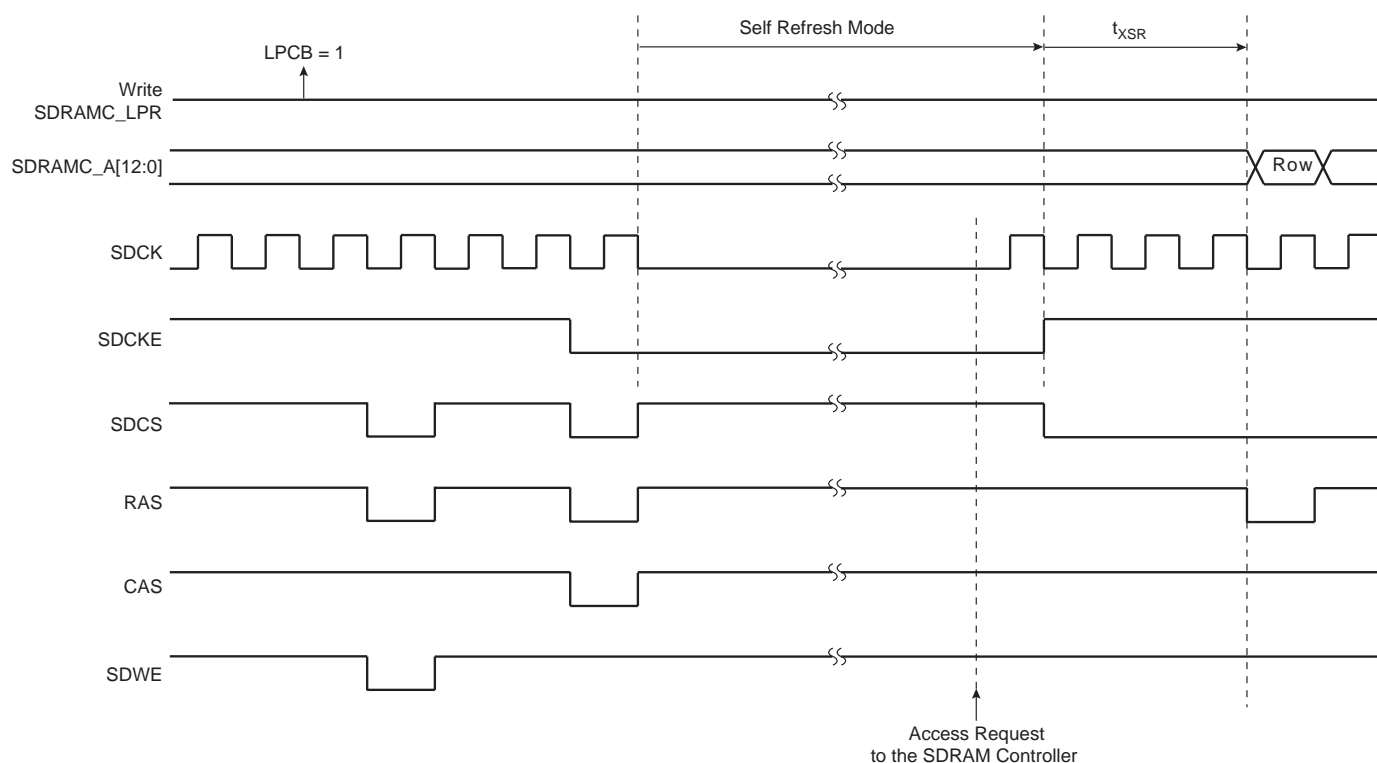 Self Refresh Mode
t_XSR
LPCB = 1
Write
SDRAMC_LPR
SDRAMC_A[12:0]
Row
SDCK
SDCKE
SDCS
RAS
CAS
SDWE
Access Request
to the SDRAM Controller